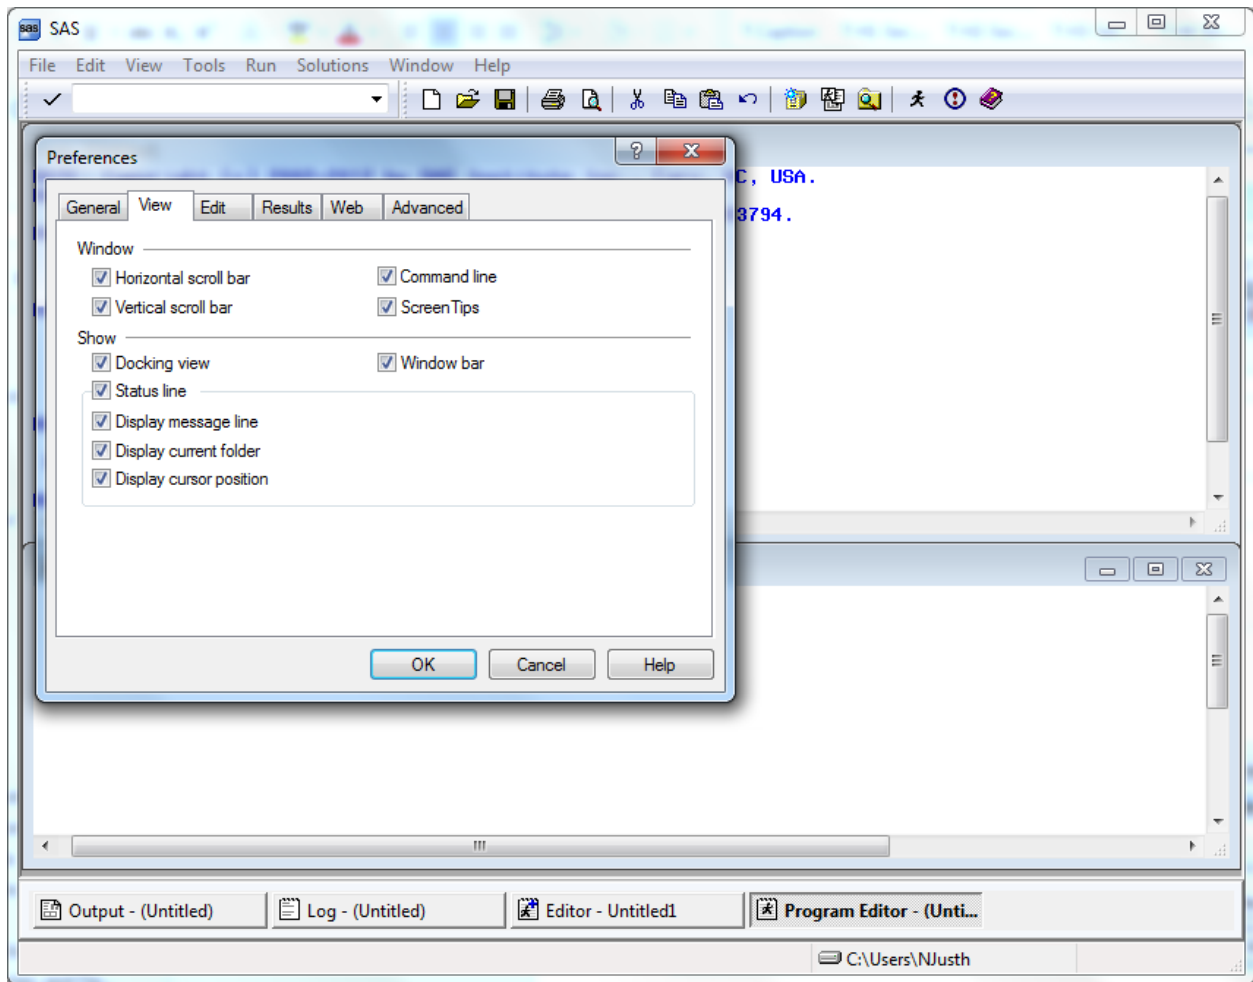 SAS
File Edit View Tools Run Solutions Window Help
Preferences
C, USA.
General View Edit Results Web Advanced
3794.
Window
Horizontal scroll bar Command line
Vertical scroll bar ScreenTips
Show
Docking view Window bar
Status line
Display message line
Display current folder
Display cursor position
OK Cancel Help
Output - (Untitled) Log - (Untitled) Editor - Untitled1 Program Editor - (Unti...
C:\Users\NJusth